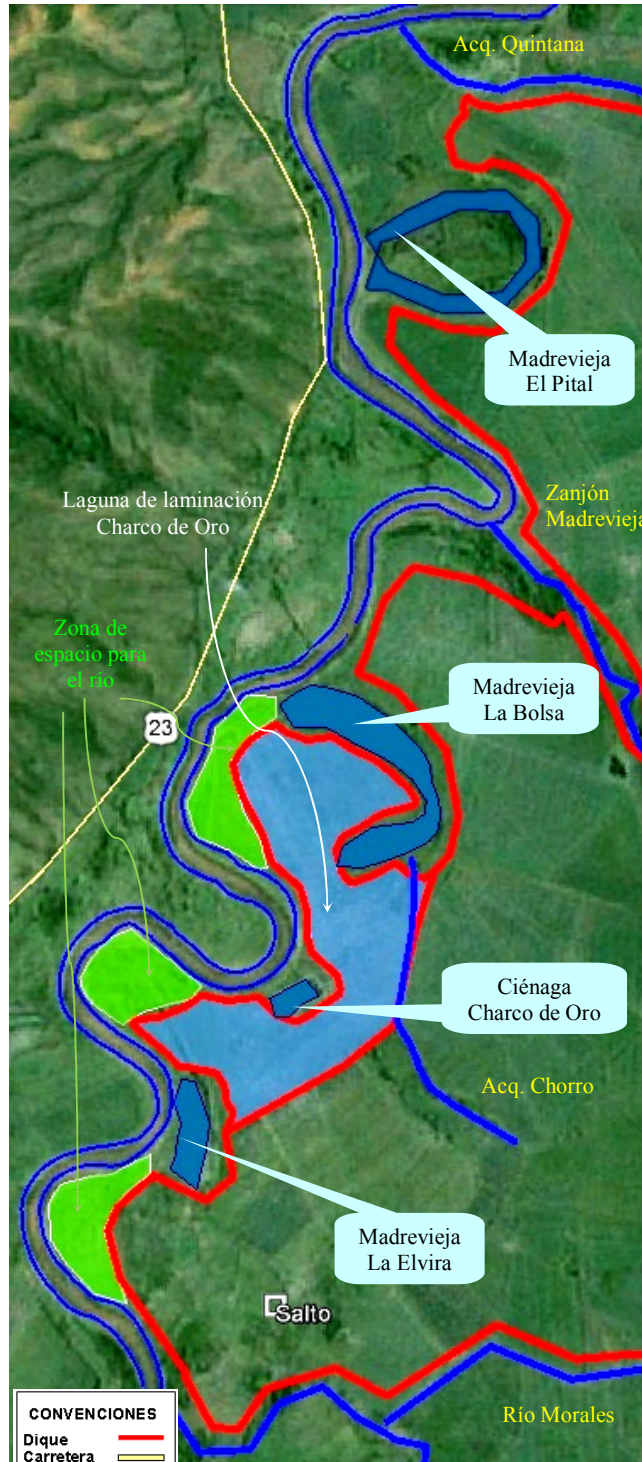 Acq. Quintana
Madrevieja
El Pital
Zanjón
Madrevieja
Laguna de laminación
Charco de Oro
Zona de
espacio para
el río
Madrevieja
La Bolsa
23
Ciénaga
Charco de Oro
Acq. Chorro
Madrevieja
La Elvira
Salto
Río Morales
CONVENCIONES
Dique
Carretera